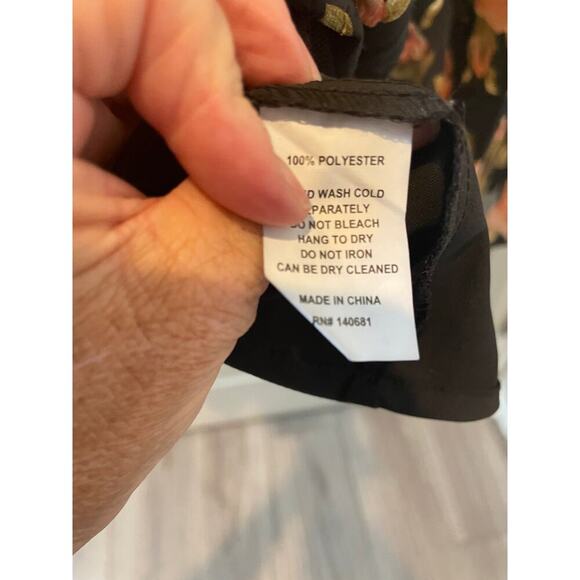 100% POLYESTER
WASH COLD
DO NOT BLEACH
HANG TO DRY
DO NOT IRON
CAN BE DRY CLEANED
MADE IN CHINA
RN# 140681